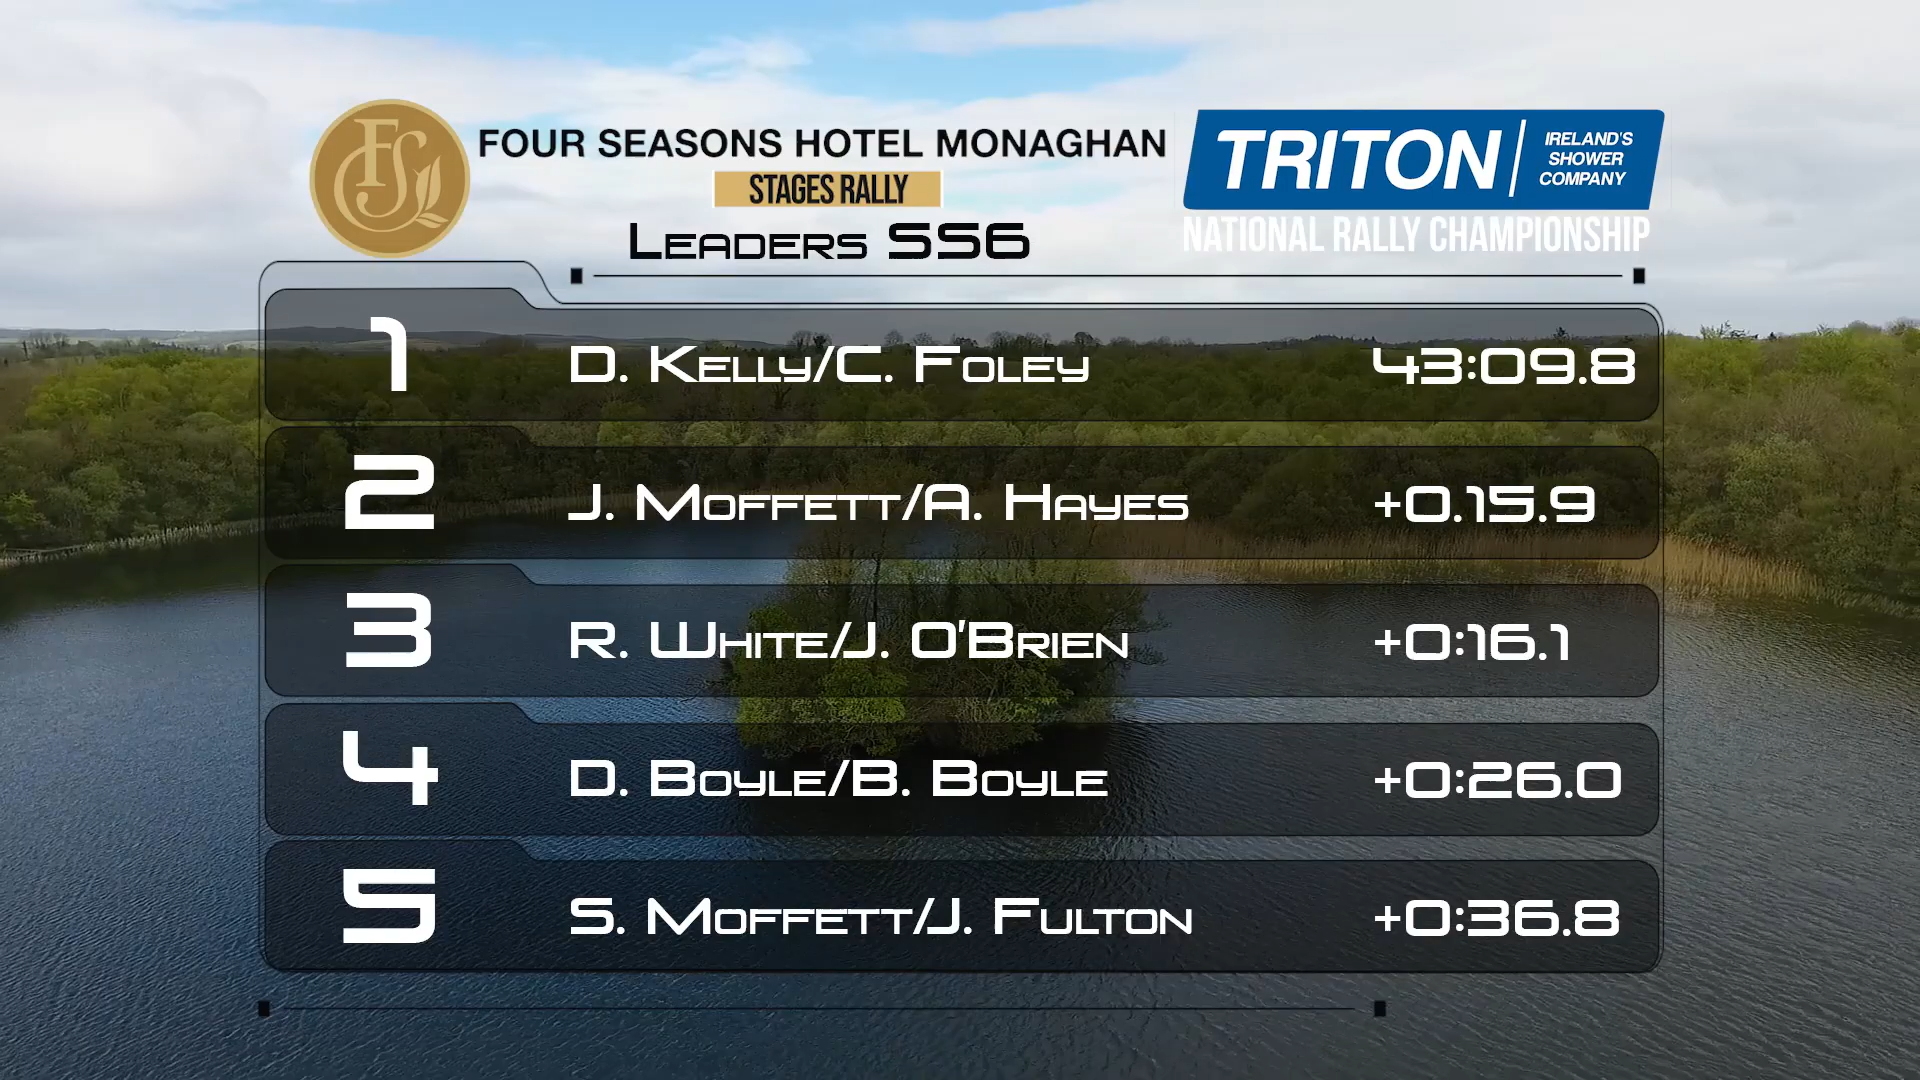 FS
FOUR SEASONS HOTEL MONAGHAN
STAGES RALLY
LEADERS SS6
TRITON
IRELAND'S
SHOWER
COMPANY
NATIONAL RALLY CHAMPIONSHIP
1 D. KELLY/C. FOLEY 43:09.8
2 J. MOFFETT/A. HAYES +0.15.9
3 R. WHITE/J. O'BRIEN +0:16.1
4 D. BOYLE/B. BOYLE +0:26.0
5 S. MOFFETT/J. FULTON +0:36.8